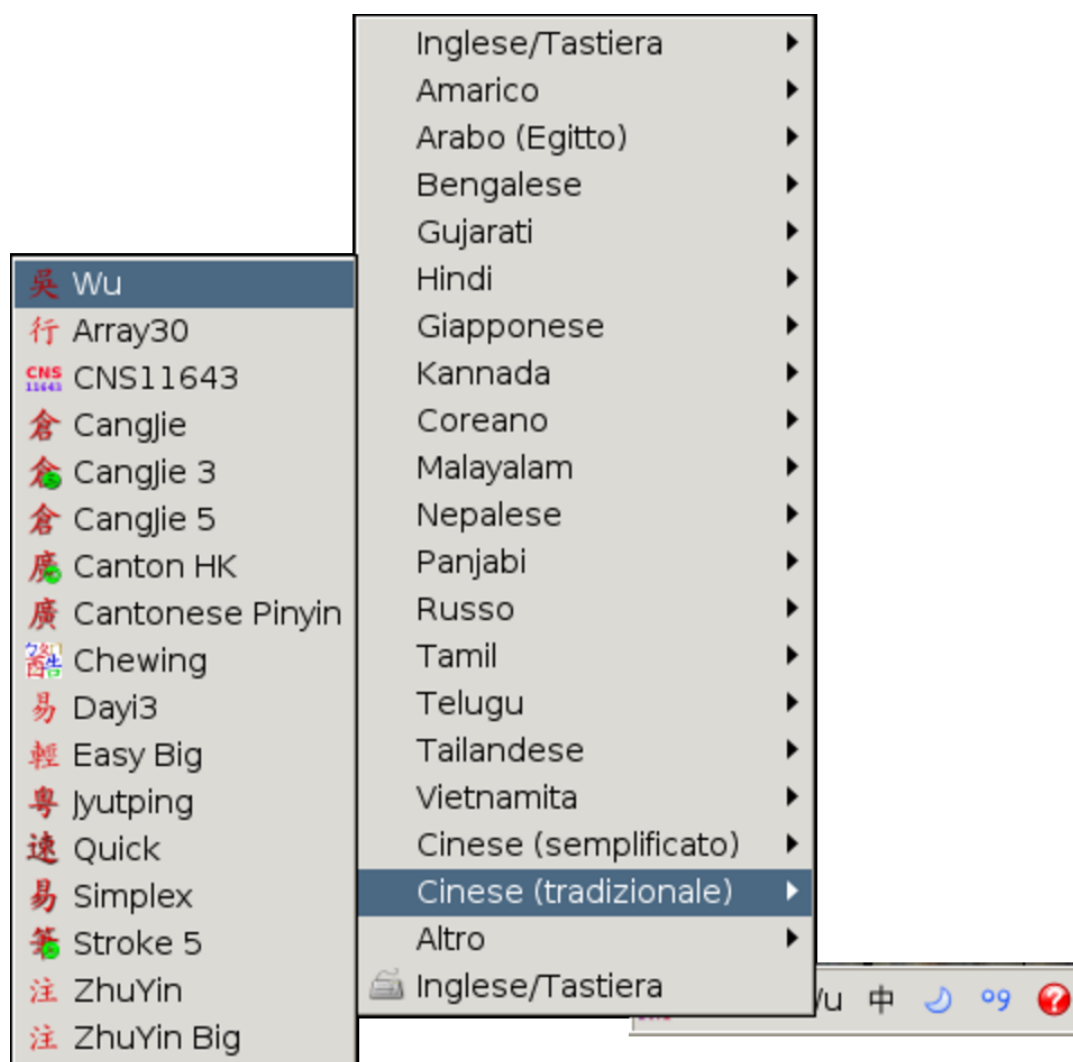 Inglese/Tastiera
Amarico
Arabo (Egitto)
Bengalese
Gujarati
Hindi
Giapponese
Kannada
Coreano
Malayalam
Nepalese
Panjabi
Russo
Tamil
Telugu
Tailandese
Vietnamita
Cinese (semplificato)
Cinese (tradizionale)
Altro
Inglese/Tastiera
吳 Wu
行 Array30
CNS 11643 CNS11643
倉 CangJie
倉 CangJie 3
倉 CangJie 5
廣 Canton HK
廣 Cantonese Pinyin
酷 Chewing
易 Dayi3
輕 Easy Big
粵 Jyutping
速 Quick
易 Simplex
筆 Stroke 5
注 ZhuYin
注 ZhuYin Big
中